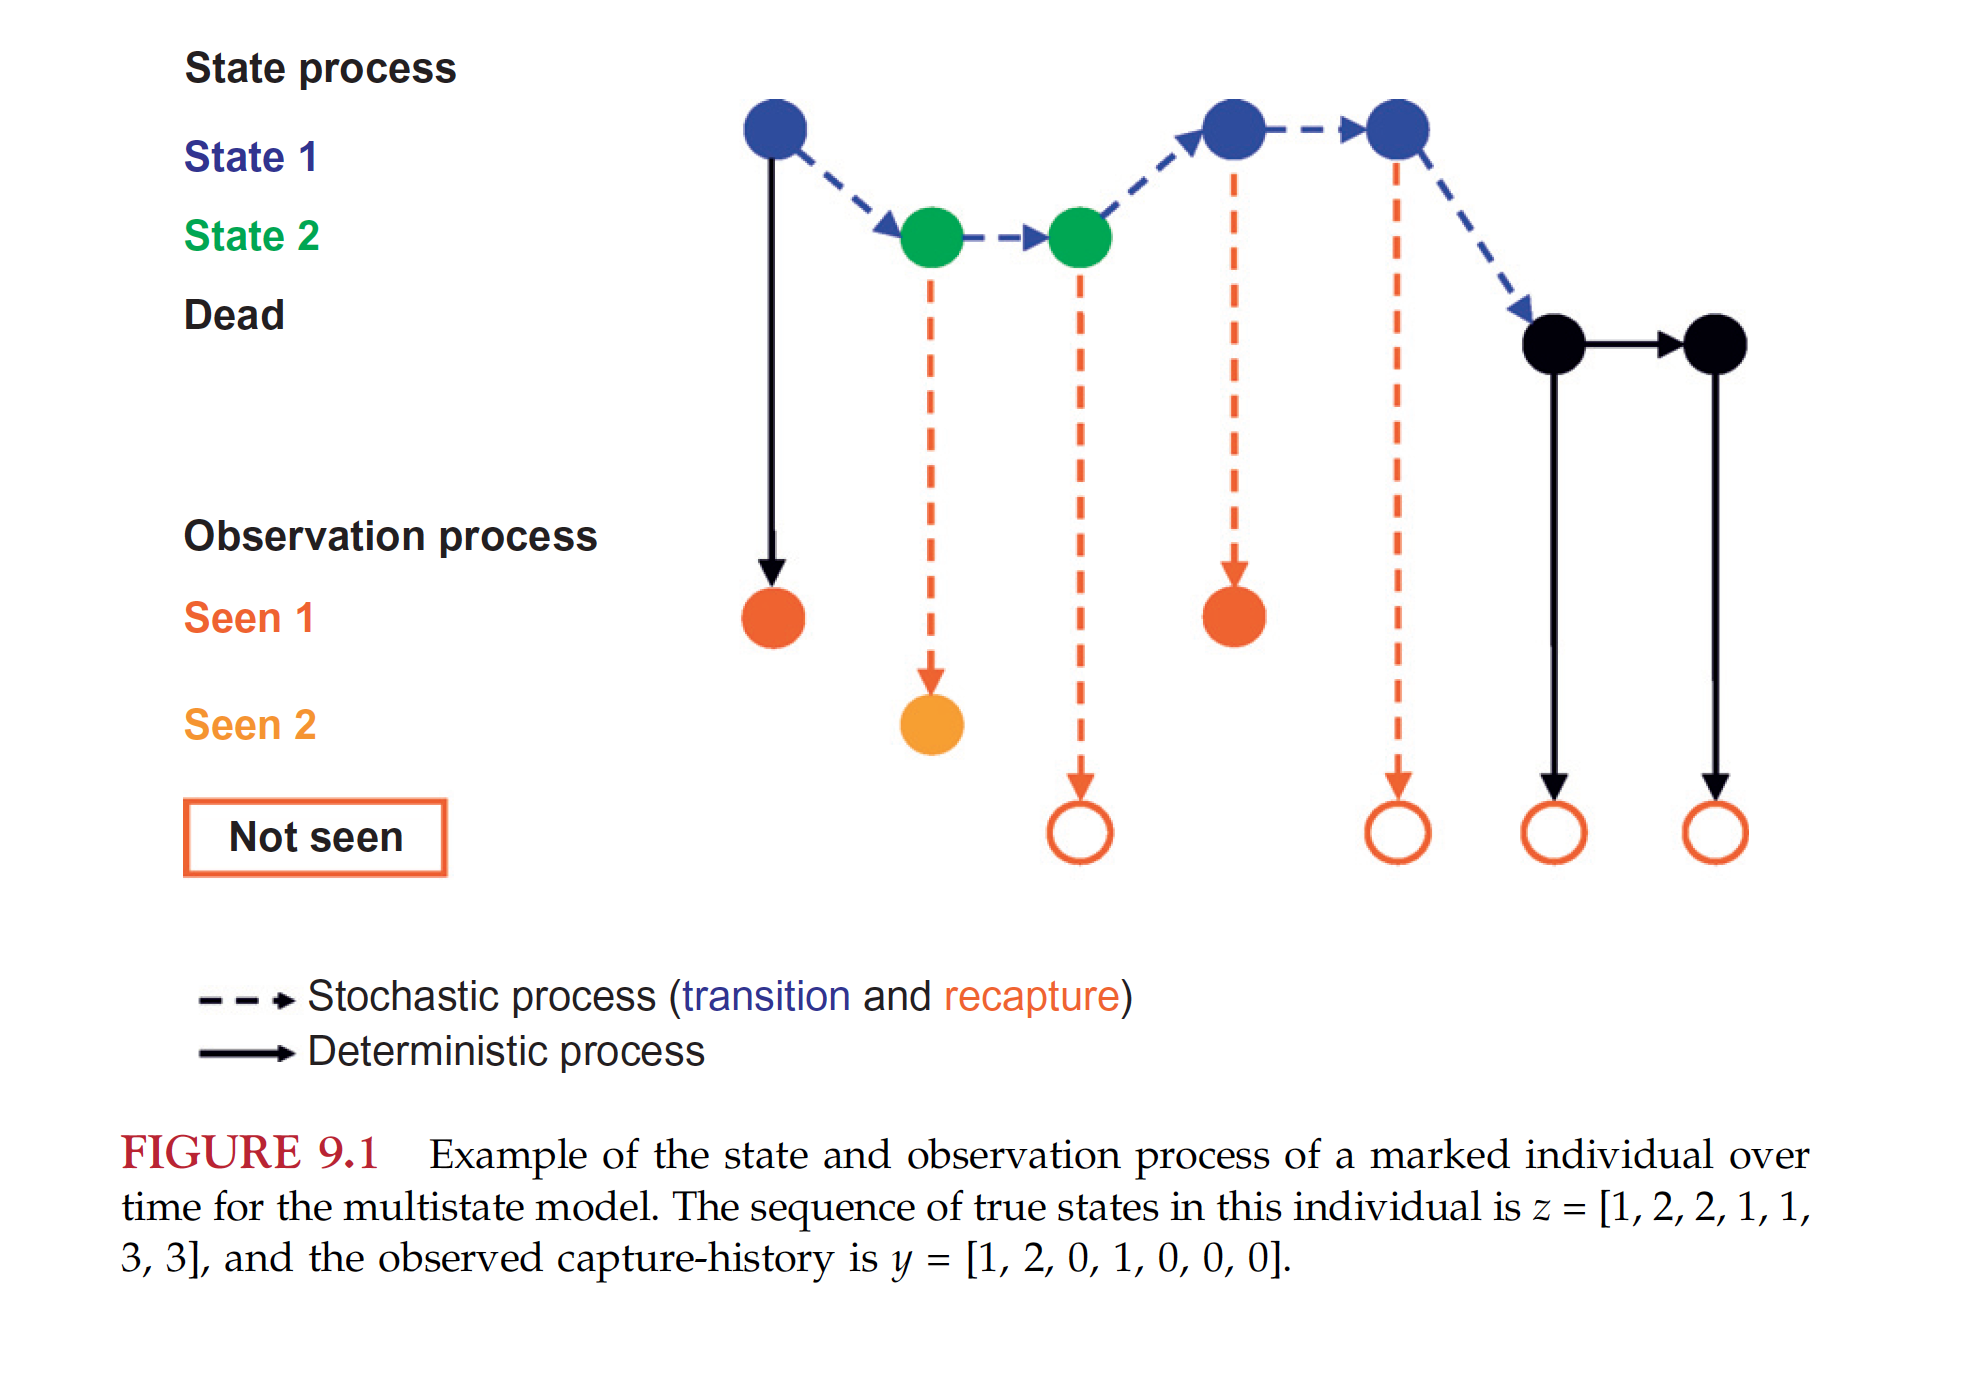 State process
State 1
State 2
Dead
Observation process
Seen 1
Seen 2
Not seen
Stochastic process (transition and recapture)
Deterministic process
FIGURE 9.1 Example of the state and observation process of a marked individual over
time for the multistate model. The sequence of true states in this individual is z = [1, 2, 2, 1, 1,
3, 3], and the observed capture-history is y = [1, 2, 0, 1, 0, 0, 0].